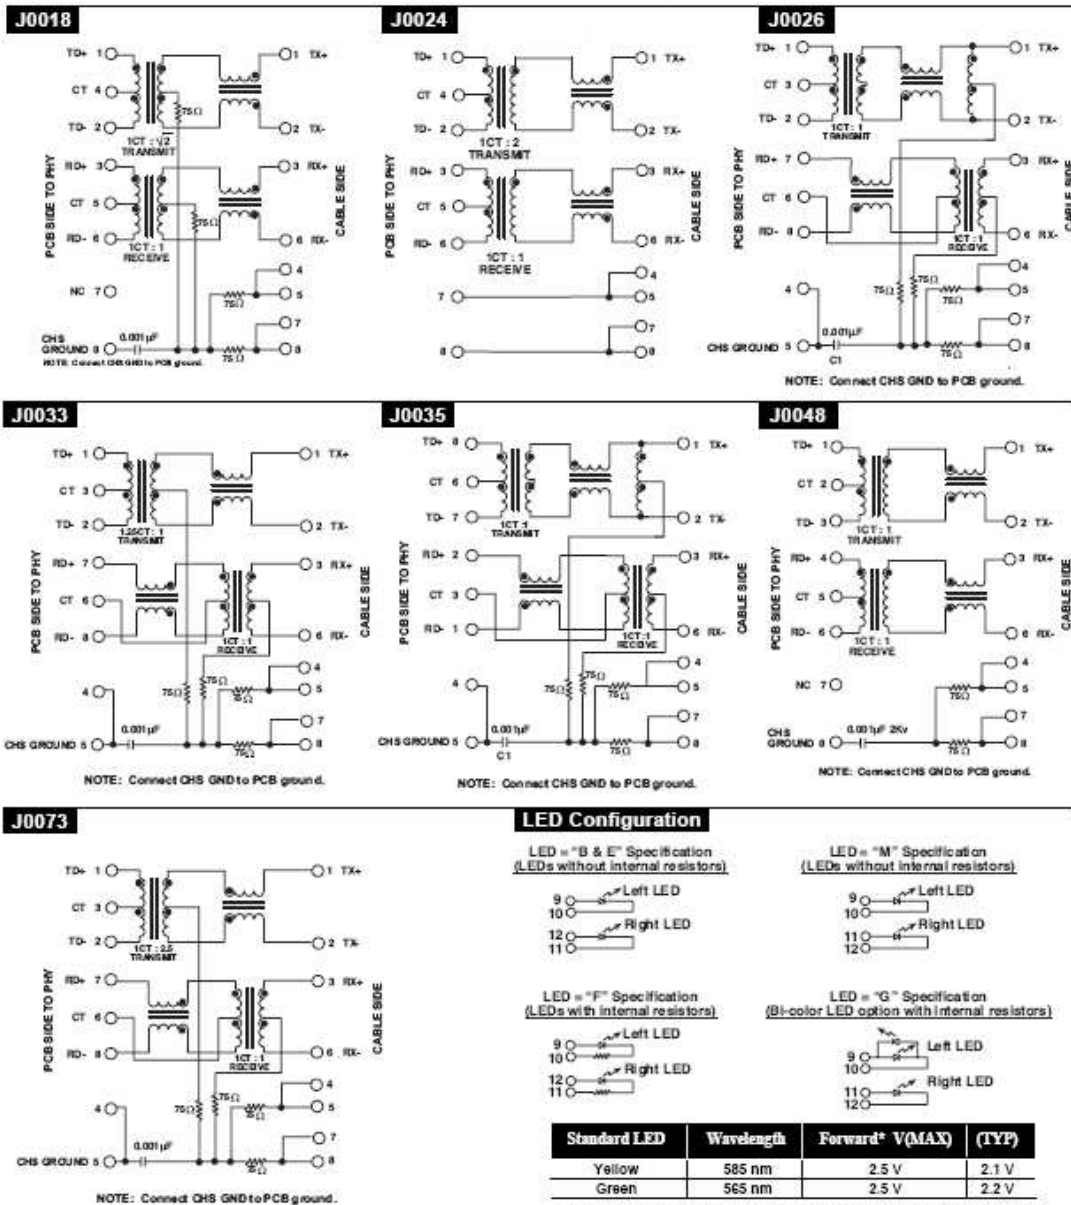 J0018
TD+ 1
1 TX+
CT 4
75Ω
TD- 2
2 TX-
1CT : √2
TRANSMIT
RD+ 3
3 RX+
CT 5
75Ω
RD- 6
6 RX-
1CT : 1
RECEIVE
PCB SIDE TO PHY
CABLE SIDE
4
NC 7
75Ω
5
7
CHS
GROUND 8
0.001µF
75Ω
8
NOTE: Connect CHS GND to PCB ground.
J0024
TD+ 1
1 TX+
CT 4
TD- 2
2 TX-
1CT : 2
TRANSMIT
RD+ 3
3 RX+
CT 5
RD- 6
6 RX-
1CT : 1
RECEIVE
PCB SIDE TO PHY
CABLE SIDE
4
7
5
7
8
8
J0026
TD+ 1
1 TX+
CT 3
TD- 2
2 TX-
1CT : 1
TRANSMIT
RD+ 7
3 RX+
CT 6
RD- 8
6 RX-
1CT : 1
RECEIVE
PCB SIDE TO PHY
CABLE SIDE
4
4
75Ω
75Ω
75Ω
5
7
0.001µF
CHS GROUND 5
C1
75Ω
8
NOTE: Connect CHS GND to PCB ground.
J0033
TD+ 1
1 TX+
CT 3
TD- 2
2 TX-
1.25CT : 1
TRANSMIT
RD+ 7
3 RX+
CT 6
RD- 8
6 RX-
1CT : 1
RECEIVE
PCB SIDE TO PHY
CABLE SIDE
4
4
75Ω
75Ω
75Ω
5
7
0.001µF
CHS GROUND 5
75Ω
8
NOTE: Connect CHS GND to PCB ground.
J0035
TD+ 8
1 TX+
CT 6
TD- 7
2 TX-
1CT : 1
TRANSMIT
RD+ 2
3 RX+
CT 3
RD- 1
6 RX-
1CT : 1
RECEIVE
PCB SIDE TO PHY
CABLE SIDE
4
4
75Ω
75Ω
75Ω
5
7
0.001µF
CHS GROUND 5
C1
75Ω
8
NOTE: Connect CHS GND to PCB ground.
J0048
TD+ 1
1 TX+
CT 2
TD- 3
2 TX-
1CT : 1
TRANSMIT
RD+ 4
3 RX+
CT 5
RD- 6
6 RX-
1CT : 1
RECEIVE
PCB SIDE TO PHY
CABLE SIDE
4
NC 7
75Ω
5
7
CHS
GROUND 8
0.001µF 2Kv
75Ω
8
NOTE: Connect CHS GND to PCB ground.
J0073
TD+ 1
1 TX+
CT 3
TD- 2
2 TX-
1CT : 2.5
TRANSMIT
RD+ 7
3 RX+
CT 6
RD- 8
6 RX-
1CT : 1
RECEIVE
PCB SIDE TO PHY
CABLE SIDE
4
4
75Ω
75Ω
75Ω
5
7
0.001µF
CHS GROUND 5
75Ω
8
NOTE: Connect CHS GND to PCB ground.
LED Configuration
LED = "B & E" Specification
(LEDs without internal resistors)
9
Left LED
10
12
Right LED
11
LED = "M" Specification
(LEDs without internal resistors)
9
Left LED
10
11
Right LED
12
LED = "F" Specification
(LEDs with internal resistors)
9
Left LED
10
12
Right LED
11
LED = "G" Specification
(Bi-color LED option with internal resistors)
9
Left LED
10
11
Right LED
12
Standard LED Wavelength Forward* V(MAX) (TYP)
Yellow 585 nm 2.5 V 2.1 V
Green 565 nm 2.5 V 2.2 V